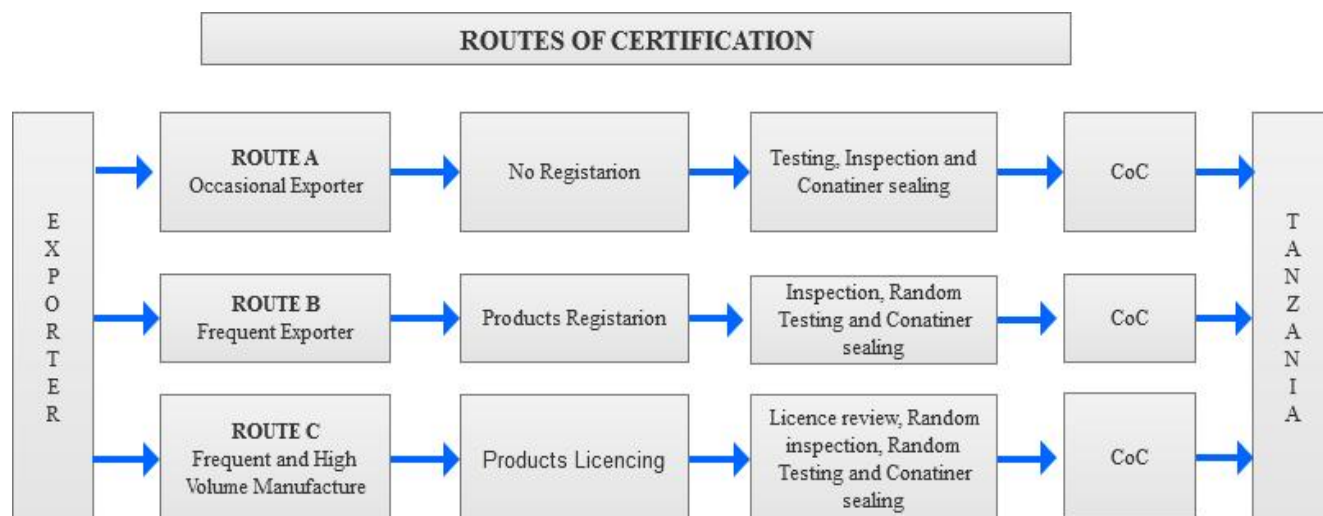 ROUTES OF CERTIFICATION
EXPORTER
ROUTE A
Occasional Exporter
No Registarion
Testing, Inspection and
Conatiner sealing
CoC
ROUTE B
Frequent Exporter
Products Registarion
Inspection, Random
Testing and Conatiner
sealing
CoC
ROUTE C
Frequent and High
Volume Manufacture
Products Licencing
Licence review, Random
inspection, Random
Testing and Conatiner
sealing
CoC
TANZANIA